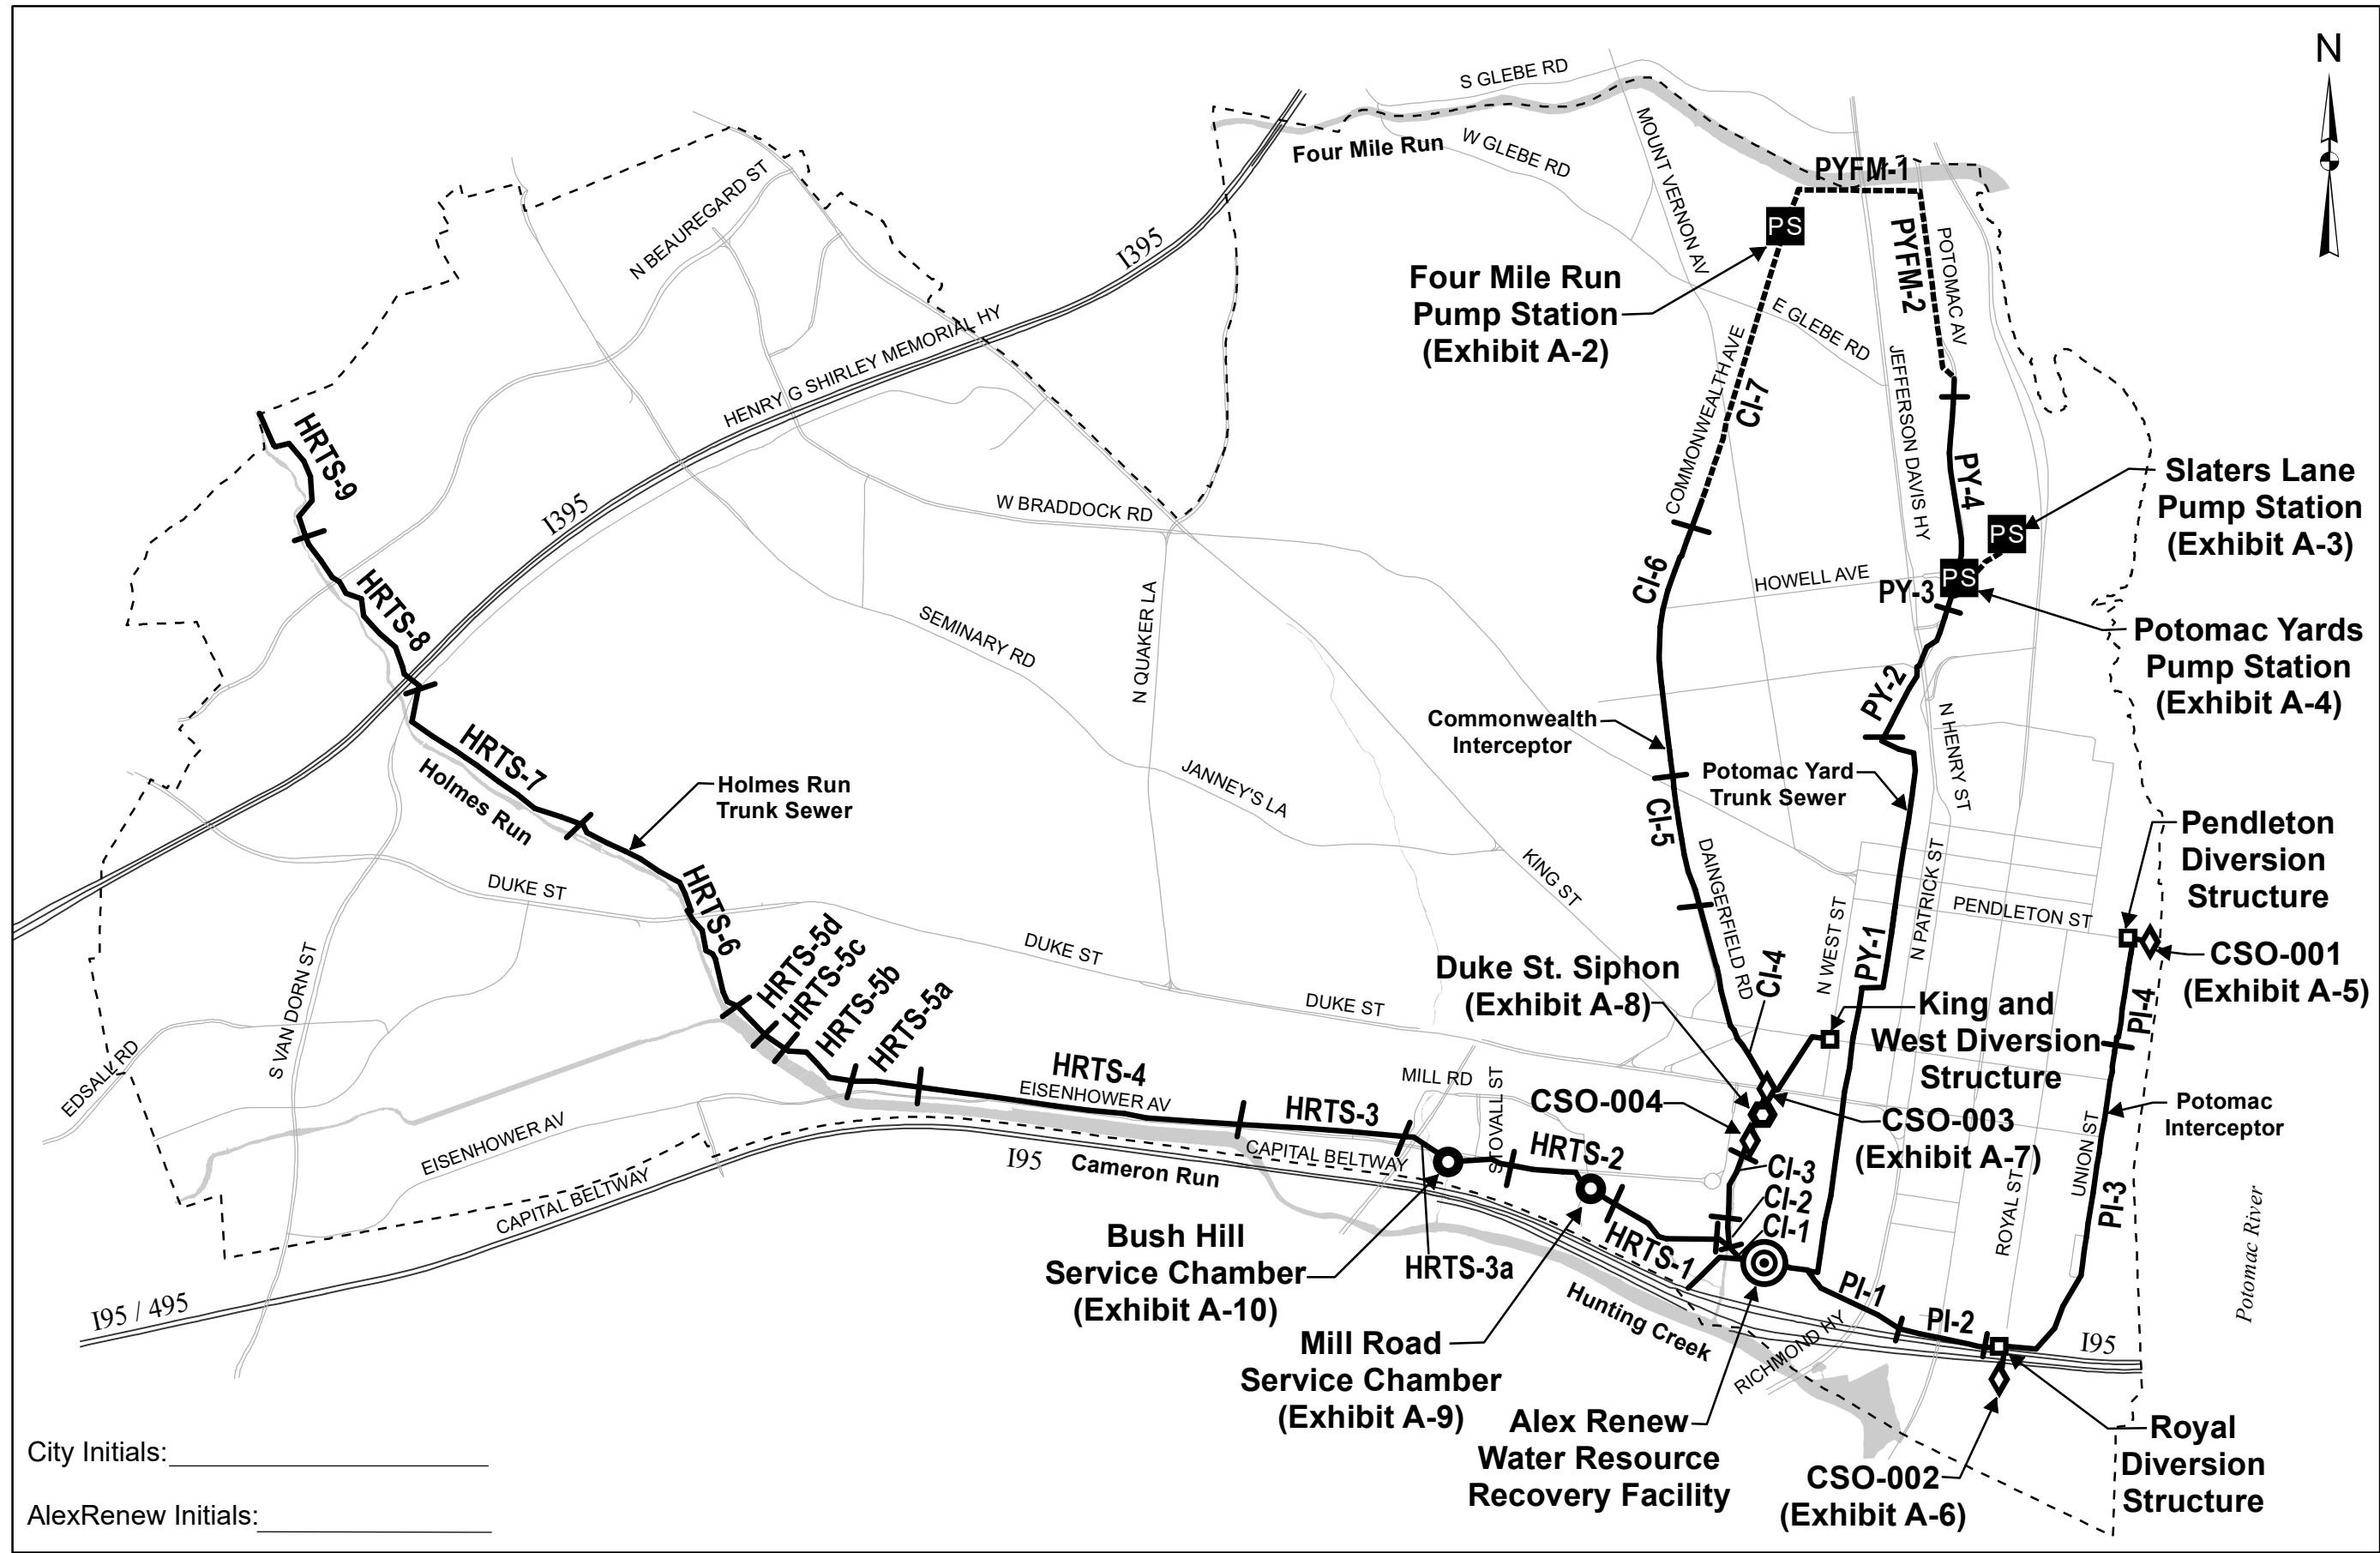 N
S GLEBE RD
Four Mile Run
W GLEBE RD
MOUNT VERNON AV
PYFM-1
PS
PYFM-2
POTOMAC AV
N BEAUREGARD ST
I395
Four Mile Run
Pump Station
(Exhibit A-2)
E GLEBE RD
HENRY G SHIRLEY MEMORIAL HY
COMMONWEALTH AVE
CI-7
JEFFERSON DAVIS HY
HRTS-9
I395
W BRADDOCK RD
PY-4
Slaters Lane
Pump Station
(Exhibit A-3)
PS
PS
HRTS-8
CI-6
HOWELL AVE
PY-3
Potomac Yards
Pump Station
(Exhibit A-4)
SEMINARY RD
N QUAKER LA
PY-2
N HENRY ST
Commonwealth
Interceptor
HRTS-7
Holmes Run
Holmes Run
Trunk Sewer
JANNEY'S LA
Potomac Yard
Trunk Sewer
CI-5
DAINGERFIELD RD
KING ST
Pendleton
Diversion
Structure
DUKE ST
HRTS-6
N PATRICK ST
PENDLETON ST
N WEST ST
PY-1
CSO-001
(Exhibit A-5)
DUKE ST
Duke St. Siphon
(Exhibit A-8)
CI-4
DUKE ST
King and
West Diversion
Structure
PI-4
S VAN DORN ST
HRTS-5d
HRTS-5c
HRTS-5b
HRTS-5a
EDSALL RD
HRTS-4
EISENHOWER AV
MILL RD
STOVALL ST
HRTS-3
CSO-004
CSO-003
(Exhibit A-7)
Potomac
Interceptor
UNION ST
EISENHOWER AV
CAPITAL BELTWAY
I95
Cameron Run
CAPITAL BELTWAY
HRTS-2
CI-3
CI-2
CI-1
ROYAL ST
PI-3
Potomac River
Bush Hill
Service Chamber
(Exhibit A-10)
HRTS-3a
HRTS-1
Hunting Creek
PI-1
PI-2
I95
I95 / 495
RICHMOND HY
Mill Road
Service Chamber
(Exhibit A-9)
Alex Renew
Water Resource
Recovery Facility
CSO-002
(Exhibit A-6)
Royal
Diversion
Structure
City Initials:
AlexRenew Initials: